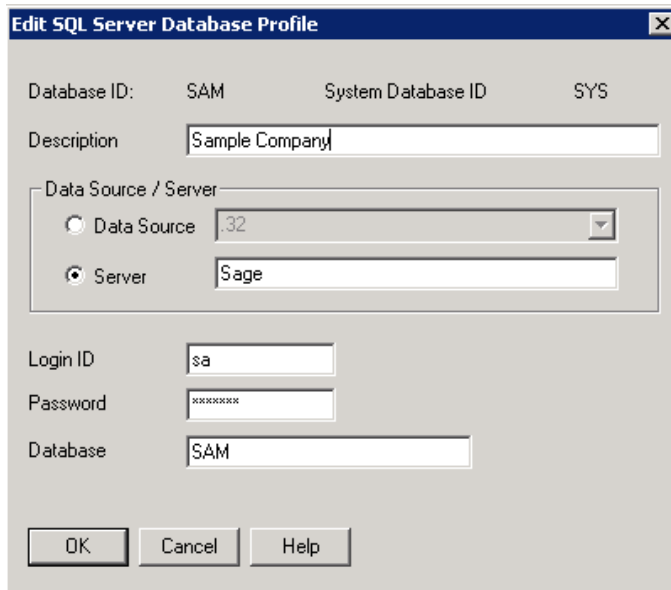 Edit SQL Server Database Profile
Database ID: SAM System Database ID SYS
Description Sample Company
Data Source / Server
Data Source .32
Server Sage
Login ID sa
Password *******
Database SAM
OK Cancel Help